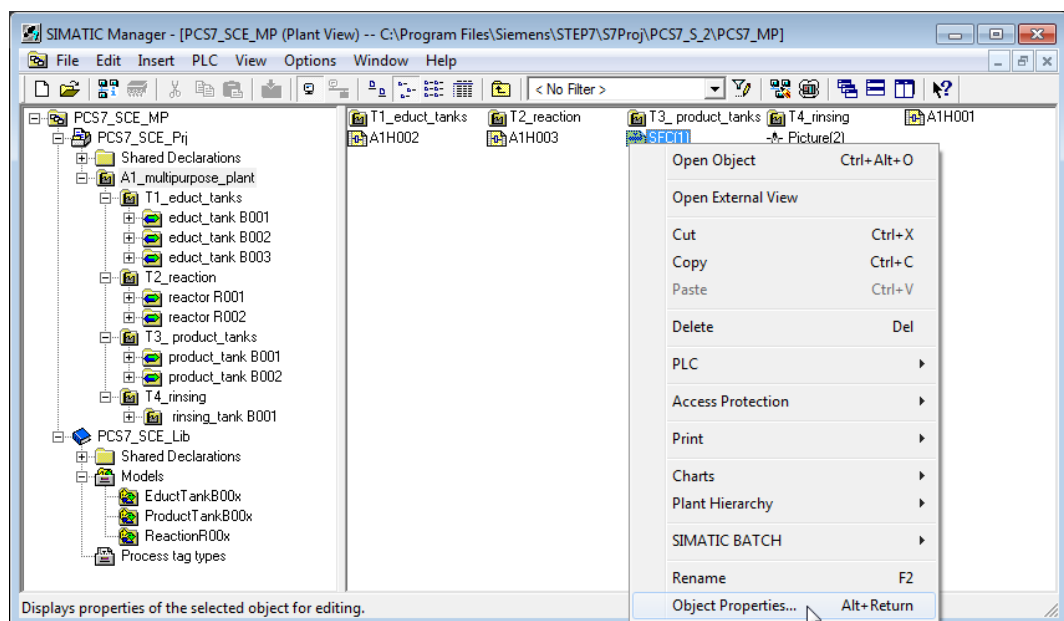 SIMATIC Manager - [PCS7_SCE_MP (Plant View) -- C:\Program Files\Siemens\STEP7\S7Proj\PCS7_S_2\PCS7_MP]
File Edit Insert PLC View Options Window Help
< No Filter >
PCS7_SCE_MP
PCS7_SCE_Prj
Shared Declarations
A1_multipurpose_plant
T1_educt_tanks
educt_tank B001
educt_tank B002
educt_tank B003
T2_reaction
reactor R001
reactor R002
T3_ product_tanks
product_tank B001
product_tank B002
T4_rinsing
rinsing_tank B001
PCS7_SCE_Lib
Shared Declarations
Models
EductTankB00x
ProductTankB00x
ReactionR00x
Process tag types
T1_educt_tanks T2_reaction T3_ product_tanks T4_rinsing A1H001
A1H002 A1H003 SFC(1) Picture(2)
Open Object Ctrl+Alt+O
Open External View
Cut Ctrl+X
Copy Ctrl+C
Paste Ctrl+V
Delete Del
PLC
Access Protection
Print
Charts
Plant Hierarchy
SIMATIC BATCH
Rename F2
Object Properties... Alt+Return
Displays properties of the selected object for editing.